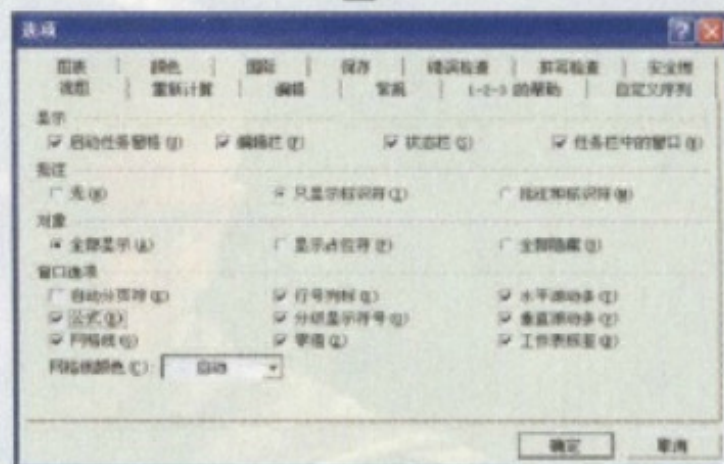 选项
图表 颜色 国际 保存 错误检查 拼写检查 安全性
视图 重新计算 编辑 常规 1-2-3 的帮助 自定义序列
显示
启动任务窗格(U) 编辑栏(F) 状态栏(S) 任务栏中的窗口(K)
批注
无(N) 只显示标识符(I) 批注和标识符(M)
对象
全部显示(A) 显示占位符(P) 全部隐藏(D)
窗口选项
自动分页符(K) 行号列标(E) 水平滚动条(T)
公式(R) 分级显示符号(O) 垂直滚动条(V)
网格线(G) 零值(Z) 工作表标签(B)
网格线颜色(C): 自动
确定 取消